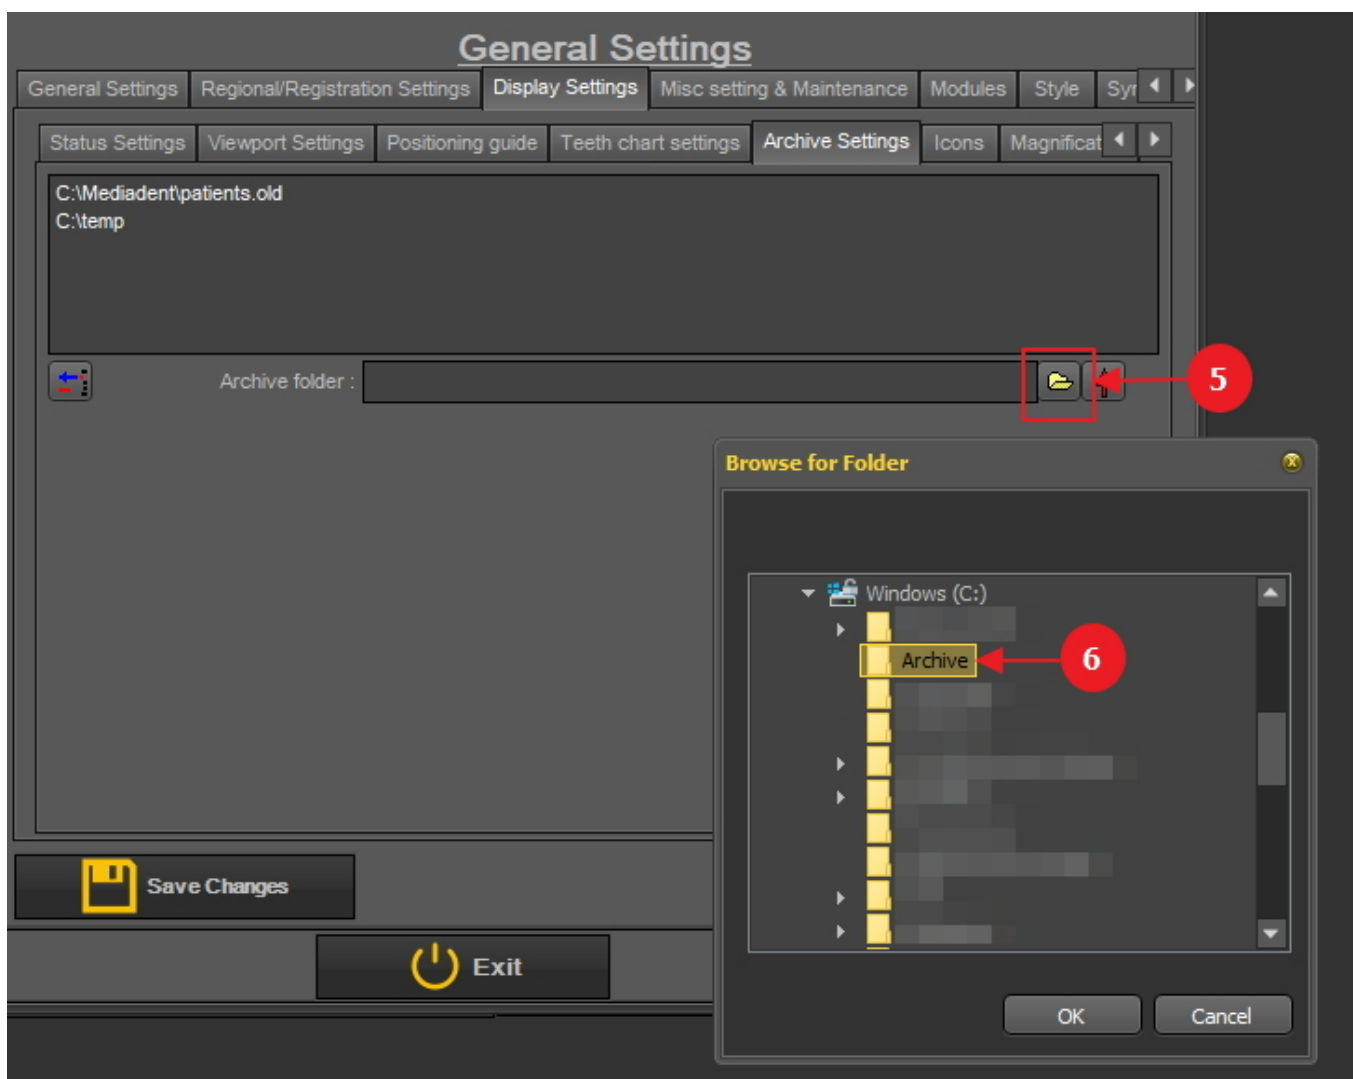 General Settings
General Settings Regional/Registration Settings Display Settings Misc setting & Maintenance Modules Style Syr
Status Settings Viewport Settings Positioning guide Teeth chart settings Archive Settings Icons Magnificat
C:\Mediadent\patients.old
C:\temp
Archive folder :
5
Browse for Folder
Windows (C:)
Archive
6
Save Changes
Exit
OK Cancel